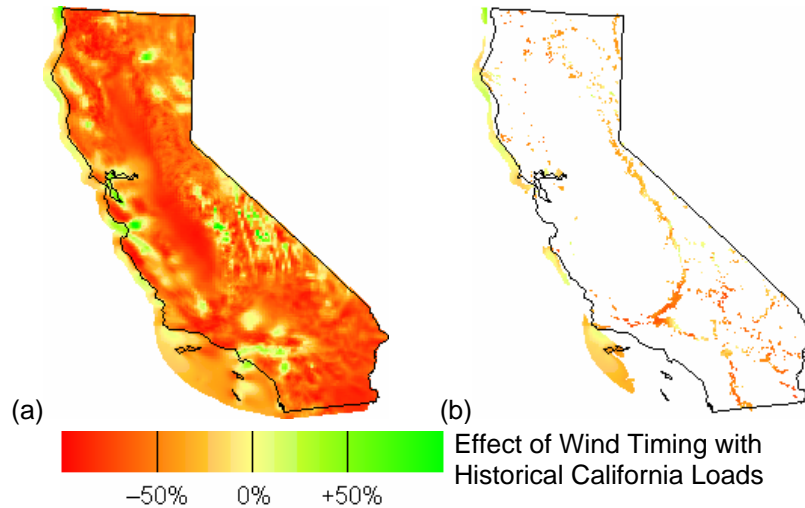 (a)
(b)
Effect of Wind Timing with
Historical California Loads
–50% 0% +50%